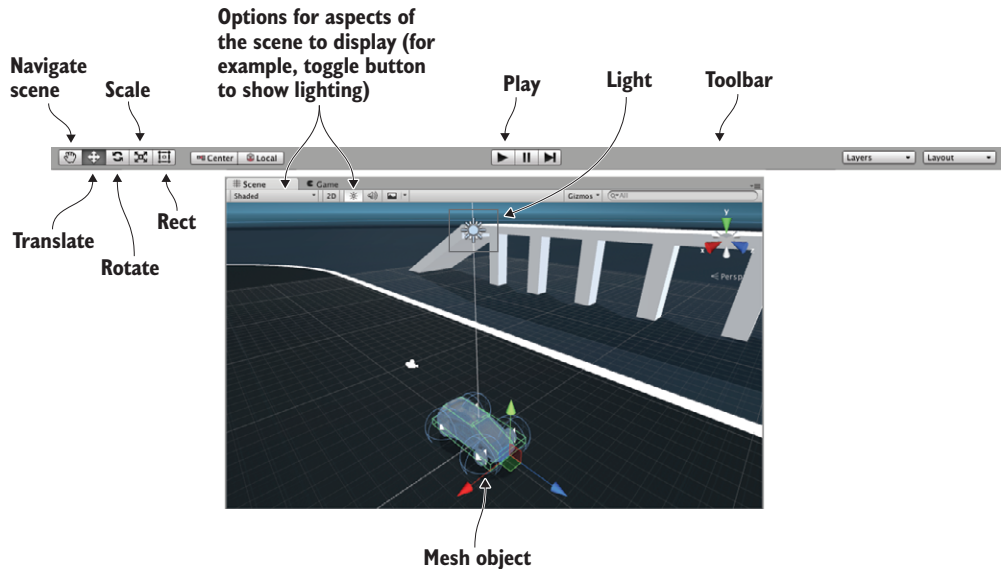 Options for aspects of
the scene to display (for
example, toggle button
to show lighting)
Navigate
scene
Scale
Play
Light
Toolbar
Center
Local
Layers
Layout
Scene
Game
Shaded
2D
Gizmos
All
Translate
Rotate
Rect
y
x
z
Persp
Mesh object